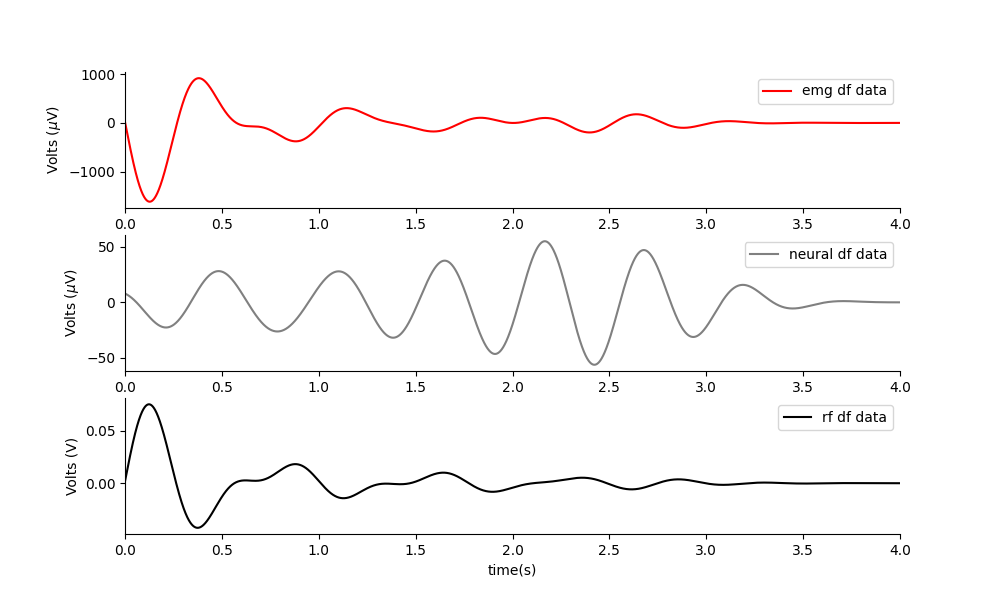 1000
0
−1000
Volts (μV)
emg df data
0.0 0.5 1.0 1.5 2.0 2.5 3.0 3.5 4.0
50
0
−50
Volts (μV)
neural df data
0.0 0.5 1.0 1.5 2.0 2.5 3.0 3.5 4.0
0.05
0.00
Volts (V)
rf df data
0.0 0.5 1.0 1.5 2.0 2.5 3.0 3.5 4.0
time(s)